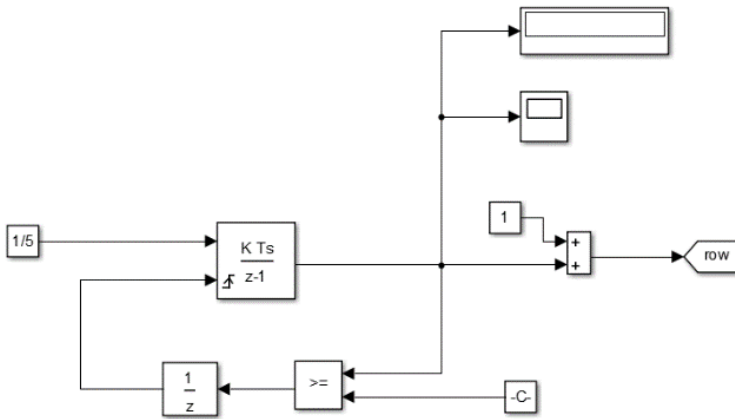 1
+
+
row
1/5
K Ts
z-1
1
z
>=
-C-